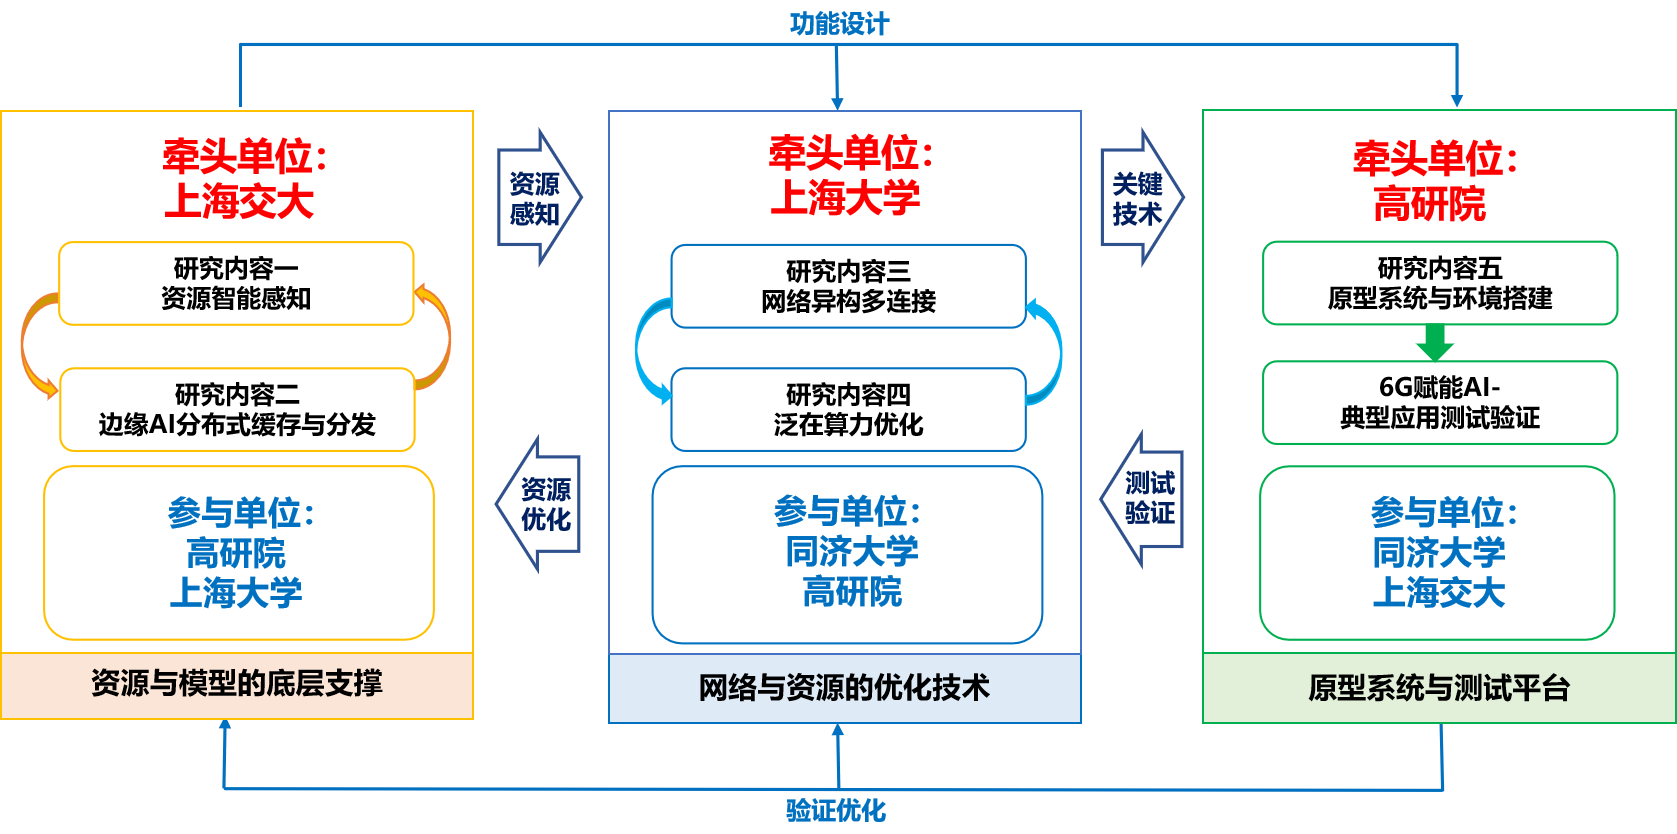 功能设计
牵头单位：
上海交大
研究内容一
资源智能感知
研究内容二
边缘AI分布式缓存与分发
参与单位：
高研院
上海大学
资源与模型的底层支撑
资源
感知
资源
优化
牵头单位：
上海大学
研究内容三
网络异构多连接
研究内容四
泛在算力优化
参与单位：
同济大学
高研院
网络与资源的优化技术
关键
技术
测试
验证
牵头单位：
高研院
研究内容五
原型系统与环境搭建
6G赋能AI-
典型应用测试验证
参与单位：
同济大学
上海交大
原型系统与测试平台
验证优化